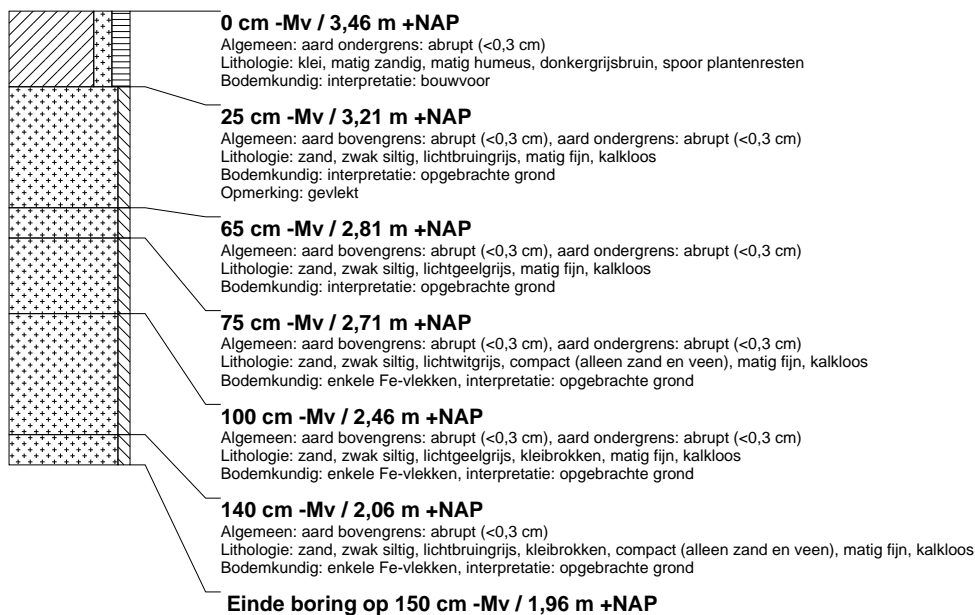 0 cm -Mv / 3,46 m +NAP
Algemeen: aard ondergrens: abrupt (<0,3 cm)
Lithologie: klei, matig zandig, matig humeus, donkergrijsbruin, spoor plantenresten
Bodemkundig: interpretatie: bouwvoor
25 cm -Mv / 3,21 m +NAP
Algemeen: aard bovengrens: abrupt (<0,3 cm), aard ondergrens: abrupt (<0,3 cm)
Lithologie: zand, zwak siltig, lichtbruingrijs, matig fijn, kalkloos
Bodemkundig: interpretatie: opgebrachte grond
Opmerking: gevlekt
65 cm -Mv / 2,81 m +NAP
Algemeen: aard bovengrens: abrupt (<0,3 cm), aard ondergrens: abrupt (<0,3 cm)
Lithologie: zand, zwak siltig, lichtgeelgrijs, matig fijn, kalkloos
Bodemkundig: interpretatie: opgebrachte grond
75 cm -Mv / 2,71 m +NAP
Algemeen: aard bovengrens: abrupt (<0,3 cm), aard ondergrens: abrupt (<0,3 cm)
Lithologie: zand, zwak siltig, lichtwitgrijs, compact (alleen zand en veen), matig fijn, kalkloos
Bodemkundig: enkele Fe-vlekken, interpretatie: opgebrachte grond
100 cm -Mv / 2,46 m +NAP
Algemeen: aard bovengrens: abrupt (<0,3 cm), aard ondergrens: abrupt (<0,3 cm)
Lithologie: zand, zwak siltig, lichtgeelgrijs, kleibrokken, matig fijn, kalkloos
Bodemkundig: enkele Fe-vlekken, interpretatie: opgebrachte grond
140 cm -Mv / 2,06 m +NAP
Algemeen: aard bovengrens: abrupt (<0,3 cm)
Lithologie: zand, zwak siltig, lichtbruingrijs, kleibrokken, compact (alleen zand en veen), matig fijn, kalkloos
Bodemkundig: enkele Fe-vlekken, interpretatie: opgebrachte grond
Einde boring op 150 cm -Mv / 1,96 m +NAP